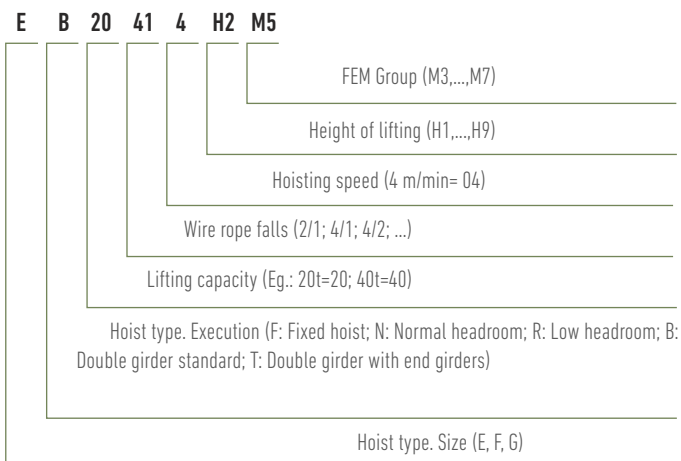 E B 20 41 4 H2 M5
FEM Group (M3,...,M7)
Height of lifting (H1,...,H9)
Hoisting speed (4 m/min= 04)
Wire rope falls (2/1; 4/1; 4/2; ...)
Lifting capacity (Eg.: 20t=20; 40t=40)
Hoist type. Execution (F: Fixed hoist; N: Normal headroom; R: Low headroom; B:
Double girder standard; T: Double girder with end girders)
Hoist type. Size (E, F, G)